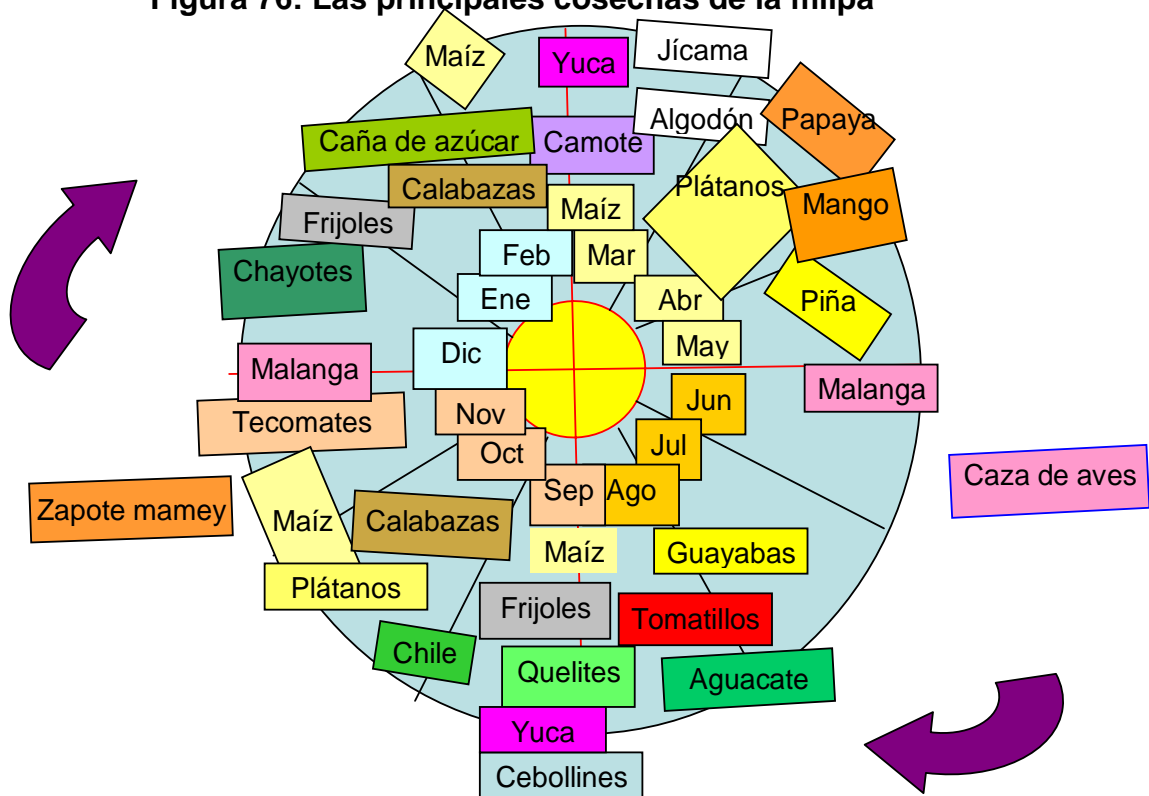 Figura 76. Las principales cosechas de la milpa
Maíz
Yuca
Jícama
Algodón
Papaya
Caña de azúcar
Camote
Calabazas
Plátanos
Mango
Maíz
Frijoles
Feb
Mar
Chayotes
Ene
Abr
Piña
Dic
May
Malanga
Malanga
Tecomates
Nov
Jun
Oct
Jul
Caza de aves
Zapote mamey
Maíz
Calabazas
Sep
Ago
Maíz
Guayabas
Plátanos
Frijoles
Tomatillos
Chile
Quelites
Aguacate
Yuca
Cebollines